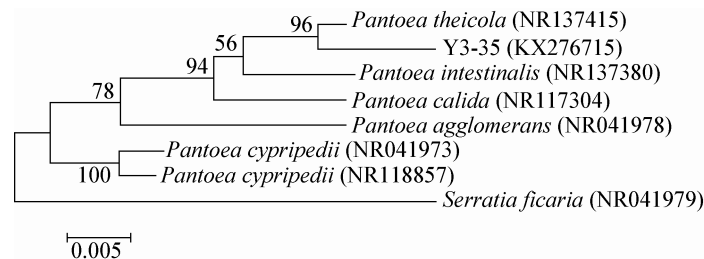 96 Pantoea theicola (NR137415)
56 Y3-35 (KX276715)
94 Pantoea intestinalis (NR137380)
78 Pantoea calida (NR117304)
Pantoea agglomerans (NR041978)
Pantoea cypripedii (NR041973)
100 Pantoea cypripedii (NR118857)
Serratia ficaria (NR041979)
0.005